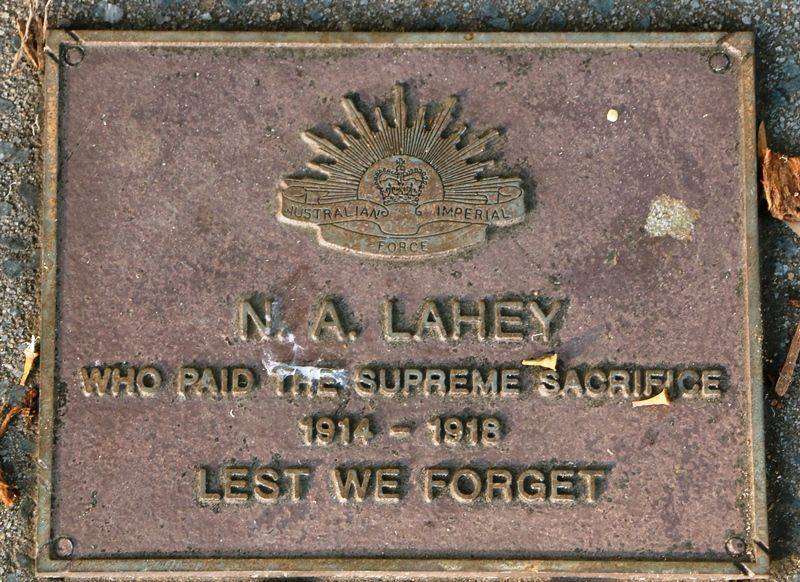 AUSTRALIAN IMPERIAL
FORCE
N. A. LAHEY
WHO PAID THE SUPREME SACRIFICE
1914 - 1918
LEST WE FORGET